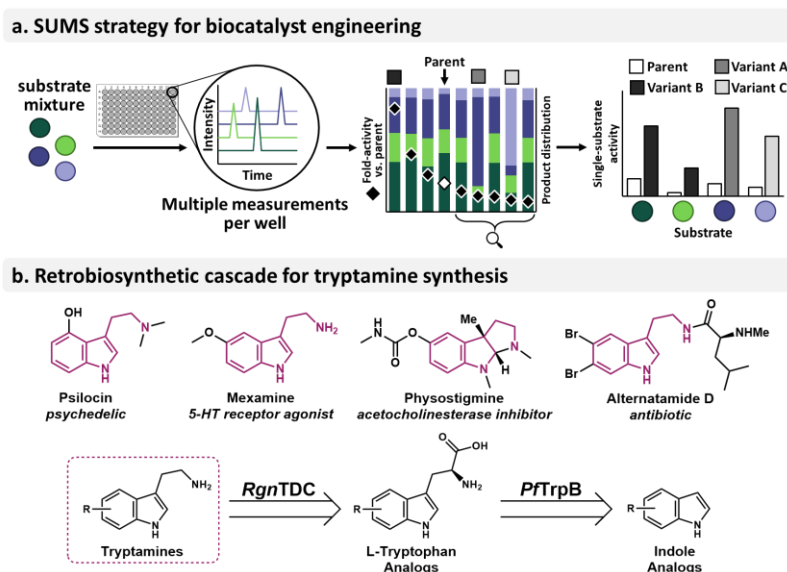 a. SUMS strategy for biocatalyst engineering
substrate
mixture
Intensity
Time
Multiple measurements
per well
Parent
Fold-activity
vs. parent
Product distribution
Single-substrate
activity
Parent
Variant A
Variant B
Variant C
Substrate
b. Retrobiosynthetic cascade for tryptamine synthesis
OH
N
N
H
Psilocin
psychedelic
O
NH2
N
H
Mexamine
5-HT receptor agonist
H
N
O
O
Me
N
N
H
Physostigmine
acetocholinesterase inhibitor
Br
Br
N
H
H
N
O
NHMe
Alternatamide D
antibiotic
R
NH2
N
H
Tryptamines
RgnTDC
O
OH
NH2
R
N
H
L-Tryptophan
Analogs
PfTrpB
R
N
H
Indole
Analogs